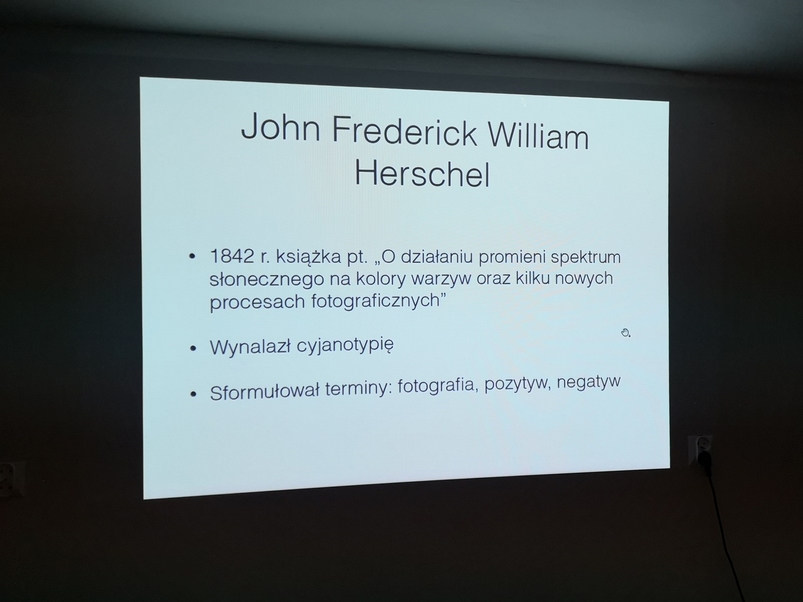 John Frederick William
Herschel
• 1842 r. książka pt. „O działaniu promieni spektrum
słonecznego na kolory warzyw oraz kilku nowych
procesach fotograficznych”
• Wynalazł cyjanotypię
• Sformułował terminy: fotografia, pozytyw, negatyw